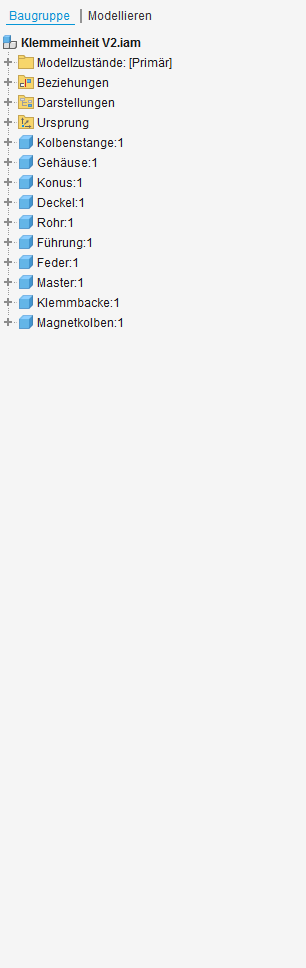 Baugruppe | Modellieren
Klemmeinheit V2.iam
Modellzustände: [Primär]
Beziehungen
Darstellungen
Ursprung
Kolbenstange:1
Gehäuse:1
Konus:1
Deckel:1
Rohr:1
Führung:1
Feder:1
Master:1
Klemmbacke:1
Magnetkolben:1